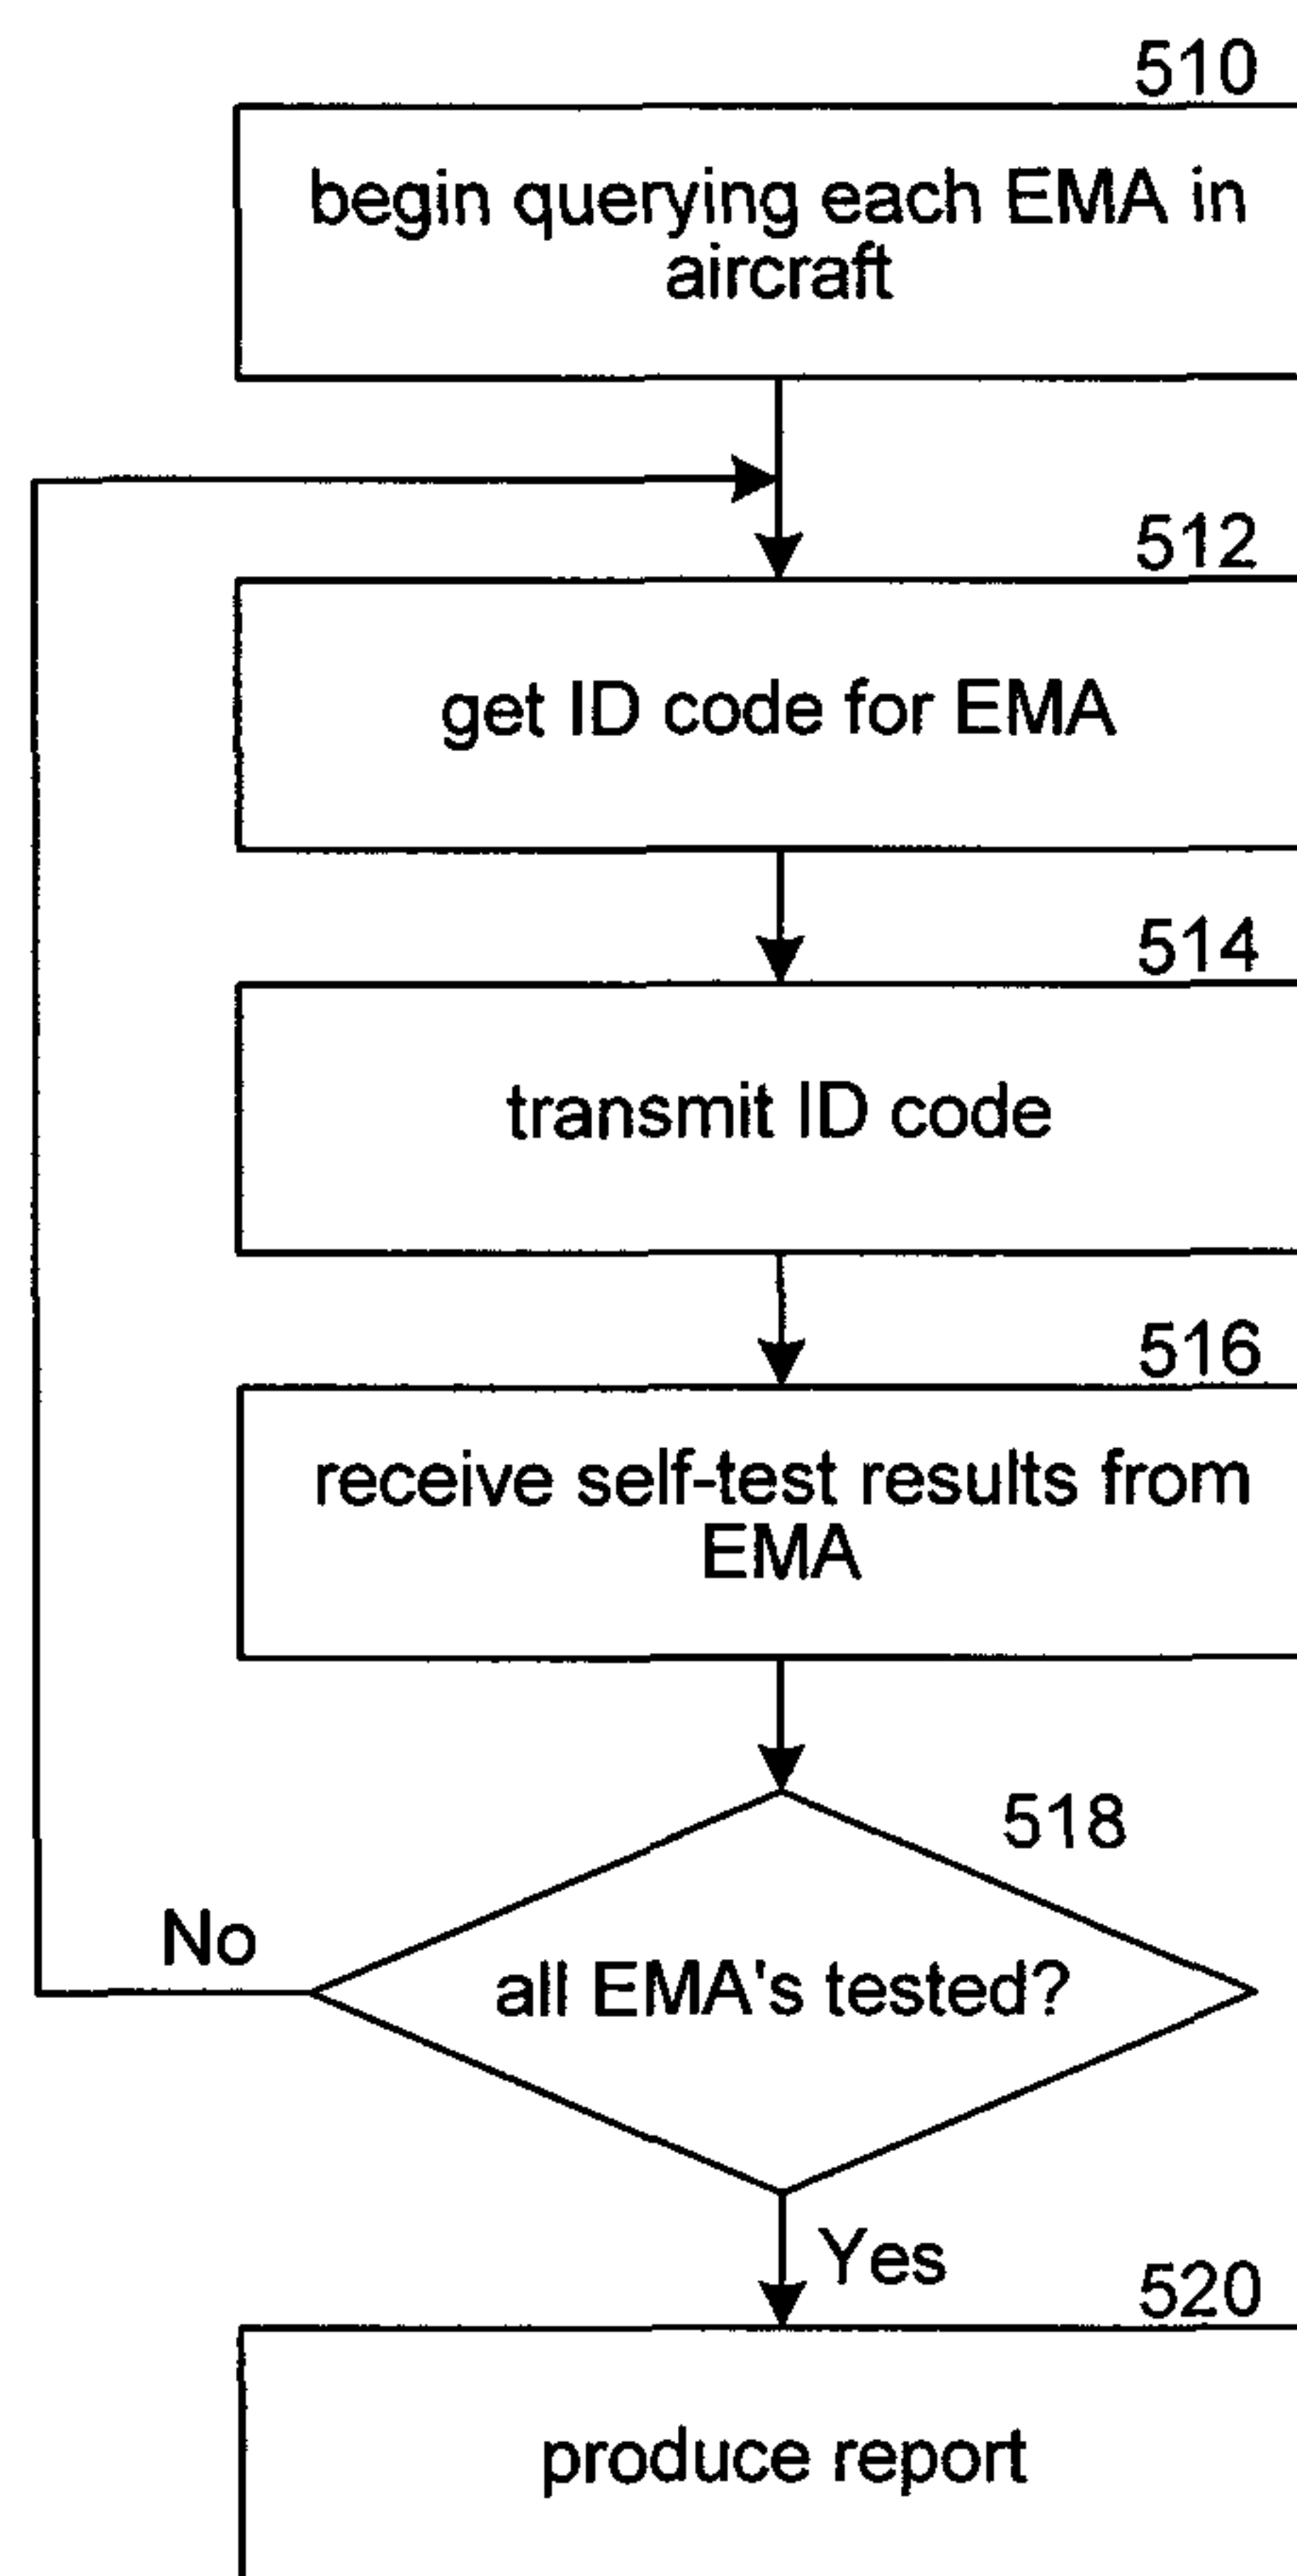 510
begin querying each EMA in
aircraft
512
get ID code for EMA
514
transmit ID code
516
receive self-test results from
EMA
518
No
all EMA's tested?
Yes
520
produce report